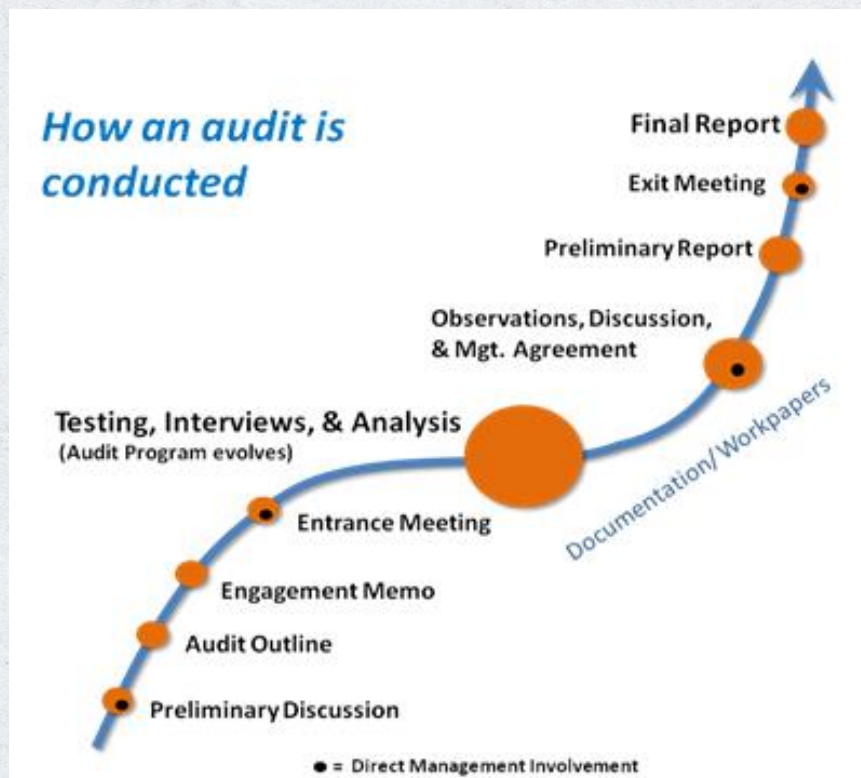 How an audit is
conducted
Final Report
Exit Meeting
Preliminary Report
Observations, Discussion,
& Mgt. Agreement
Testing, Interviews, & Analysis
(Audit Program evolves)
Documentation/ Workpapers
Entrance Meeting
Engagement Memo
Audit Outline
Preliminary Discussion
● = Direct Management Involvement